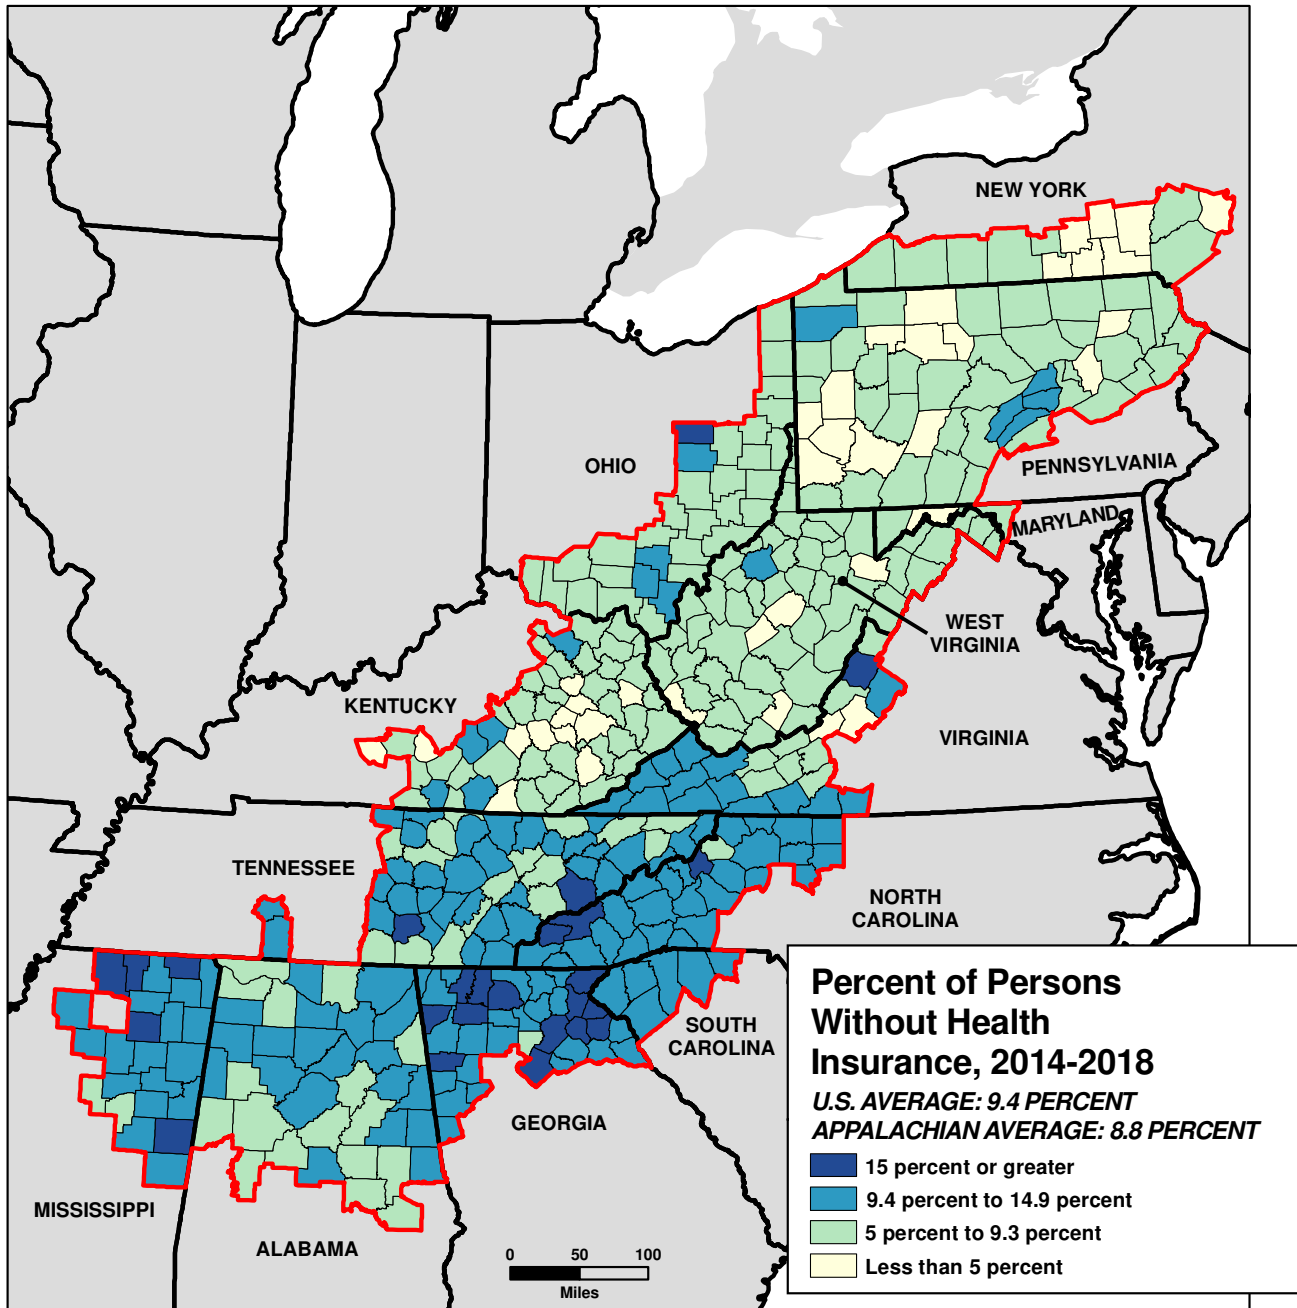 NEW YORK
OHIO
PENNSYLVANIA
MARYLAND
WEST
VIRGINIA
KENTUCKY
VIRGINIA
TENNESSEE
NORTH
CAROLINA
SOUTH
CAROLINA
GEORGIA
MISSISSIPPI
ALABAMA
0 50 100
Miles
Percent of Persons
Without Health
Insurance, 2014-2018
U.S. AVERAGE: 9.4 PERCENT
APPALACHIAN AVERAGE: 8.8 PERCENT
15 percent or greater
9.4 percent to 14.9 percent
5 percent to 9.3 percent
Less than 5 percent